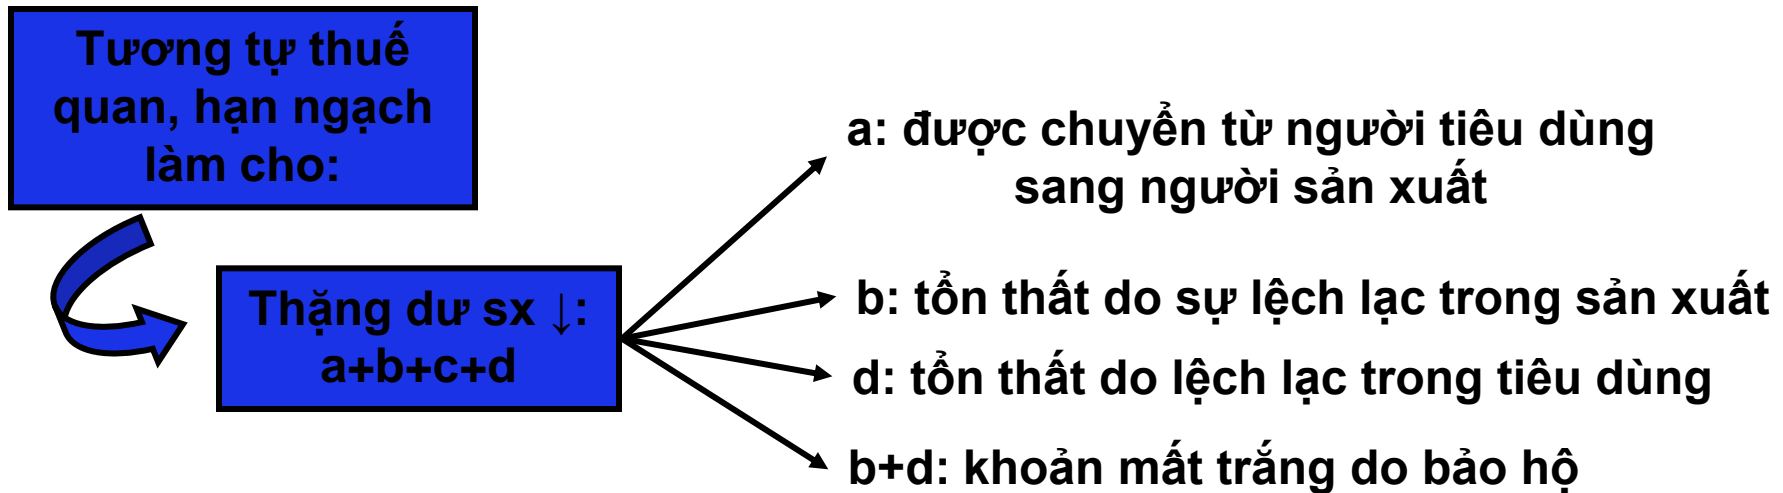 Tương tự thuế
quan, hạn ngạch
làm cho:
Thặng dư sx ↓:
a+b+c+d
a: được chuyển từ người tiêu dùng
sang người sản xuất
b: tổn thất do sự lệch lạc trong sản xuất
d: tổn thất do lệch lạc trong tiêu dùng
b+d: khoản mất trắng do bảo hộ